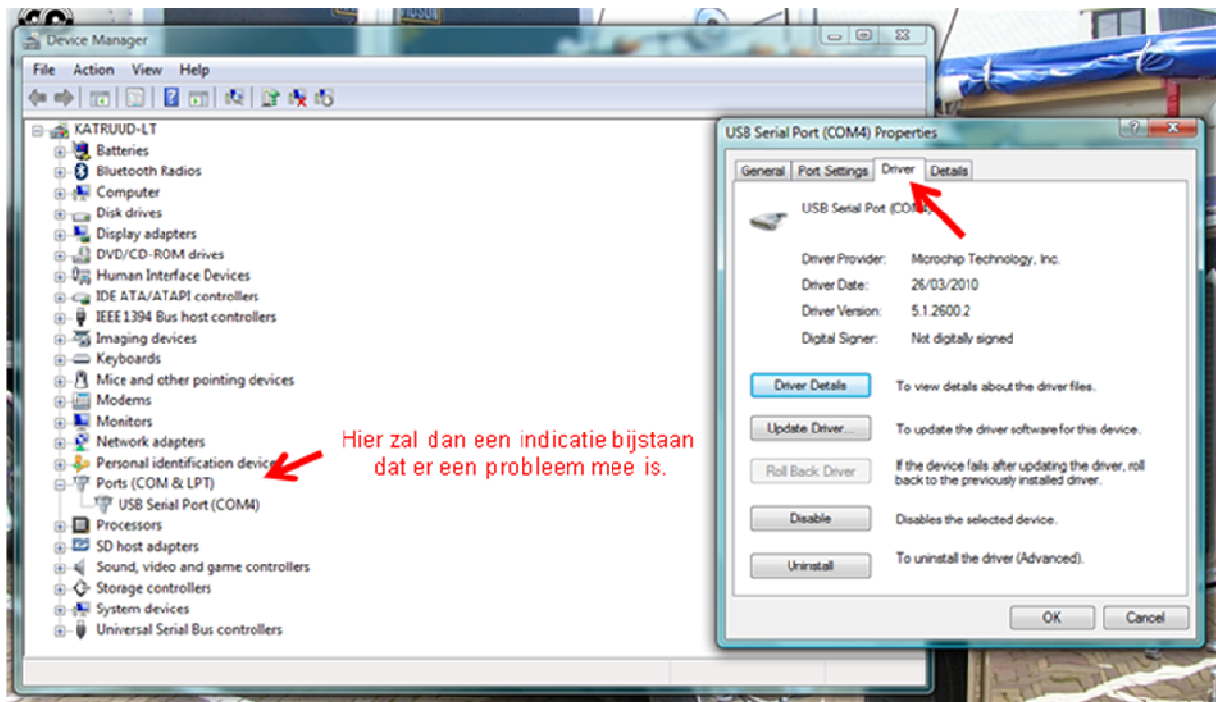 Device Manager
File Action View Help
KATRUUD-LT
Batteries
Bluetooth Radios
Computer
Disk drives
Display adapters
DVD/CD-ROM drives
Human Interface Devices
IDE ATA/ATAPI controllers
IEEE 1394 Bus host controllers
Imaging devices
Keyboards
Mice and other pointing devices
Modems
Monitors
Network adapters
Personal identification devices
Ports (COM & LPT)
USB Serial Port (COM4)
Processors
SD host adapters
Sound, video and game controllers
Storage controllers
System devices
Universal Serial Bus controllers
Hier zal dan een indicatie bijstaan
dat er een probleem mee is.
USB Serial Port (COM4) Properties
General Port Settings Driver Details
USB Serial Port (COM4)
Driver Provider: Microchip Technology, Inc.
Driver Date: 26/03/2010
Driver Version: 5.1.2600.2
Digital Signer: Not digitally signed
Driver Details To view details about the driver files.
Update Driver... To update the driver software for this device.
Roll Back Driver If the device fails after updating the driver, roll
back to the previously installed driver.
Disable Disables the selected device.
Uninstall To uninstall the driver (Advanced).
OK Cancel